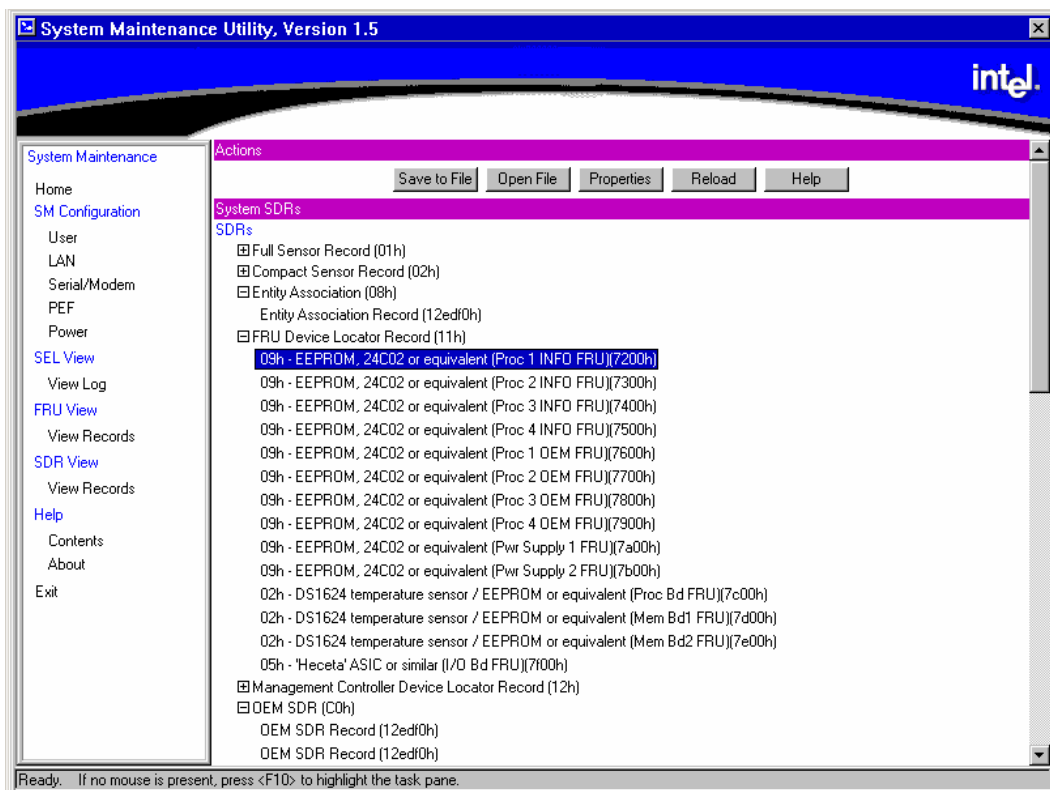 System Maintenance Utility, Version 1.5
intel.
System Maintenance
Home
SM Configuration
User
LAN
Serial/Modem
PEF
Power
SEL View
View Log
FRU View
View Records
SDR View
View Records
Help
Contents
About
Exit
Actions
Save to File Open File Properties Reload Help
System SDRs
SDRs
Full Sensor Record (01h)
Compact Sensor Record (02h)
Entity Association (08h)
Entity Association Record (12edf0h)
FRU Device Locator Record (11h)
09h - EEPROM, 24C02 or equivalent (Proc 1 INFO FRU)(7200h)
09h - EEPROM, 24C02 or equivalent (Proc 2 INFO FRU)(7300h)
09h - EEPROM, 24C02 or equivalent (Proc 3 INFO FRU)(7400h)
09h - EEPROM, 24C02 or equivalent (Proc 4 INFO FRU)(7500h)
09h - EEPROM, 24C02 or equivalent (Proc 1 OEM FRU)(7600h)
09h - EEPROM, 24C02 or equivalent (Proc 2 OEM FRU)(7700h)
09h - EEPROM, 24C02 or equivalent (Proc 3 OEM FRU)(7800h)
09h - EEPROM, 24C02 or equivalent (Proc 4 OEM FRU)(7900h)
09h - EEPROM, 24C02 or equivalent (Pwr Supply 1 FRU)(7a00h)
09h - EEPROM, 24C02 or equivalent (Pwr Supply 2 FRU)(7b00h)
02h - DS1624 temperature sensor / EEPROM or equivalent (Proc Bd FRU)(7c00h)
02h - DS1624 temperature sensor / EEPROM or equivalent (Mem Bd1 FRU)(7d00h)
02h - DS1624 temperature sensor / EEPROM or equivalent (Mem Bd2 FRU)(7e00h)
05h - 'Heceta' ASIC or similar (I/O Bd FRU)(7f00h)
Management Controller Device Locator Record (12h)
OEM SDR (C0h)
OEM SDR Record (12edf0h)
OEM SDR Record (12edf0h)
Ready. If no mouse is present, press <F10> to highlight the task pane.